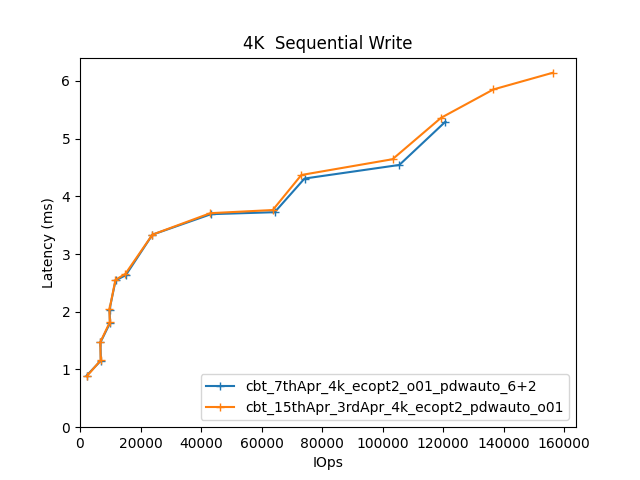 4K  Sequential Write
Latency (ms)
6
5
4
3
2
1
0
0 20000 40000 60000 80000 100000 120000 140000 160000
IOps
cbt_7thApr_4k_ecopt2_o01_pdwauto_6+2
cbt_15thApr_3rdApr_4k_ecopt2_pdwauto_o01